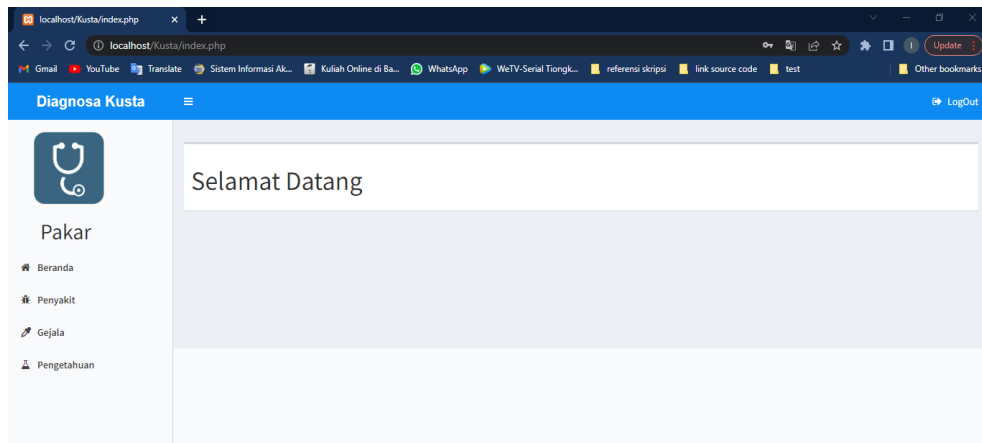 localhost/Kusta/index.php
localhost/Kusta/index.php
Update
Gmail YouTube Translate Sistem Informasi Ak... Kuliah Online di Ba... WhatsApp WeTV-Serial Tiongk... referensi skripsi link source code test Other bookmarks
Diagnosa Kusta LogOut
Selamat Datang
Pakar
Beranda
Penyakit
Gejala
Pengetahuan